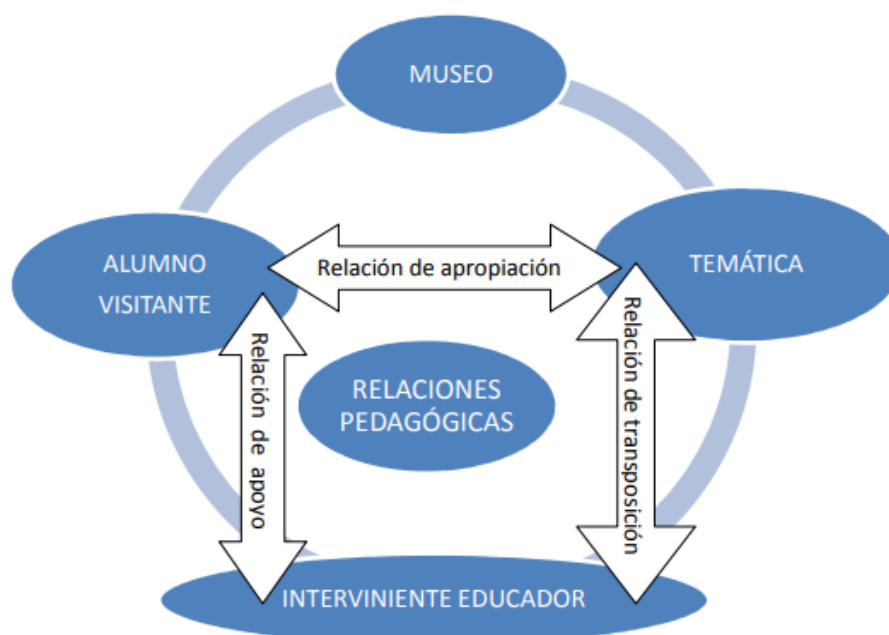 MUSEO
ALUMNO
VISITANTE
Relación de apropiación
TEMÁTICA
Relación de apoyo
RELACIONES
PEDAGÓGICAS
Relación de transposición
INTERVINIENTE EDUCADOR